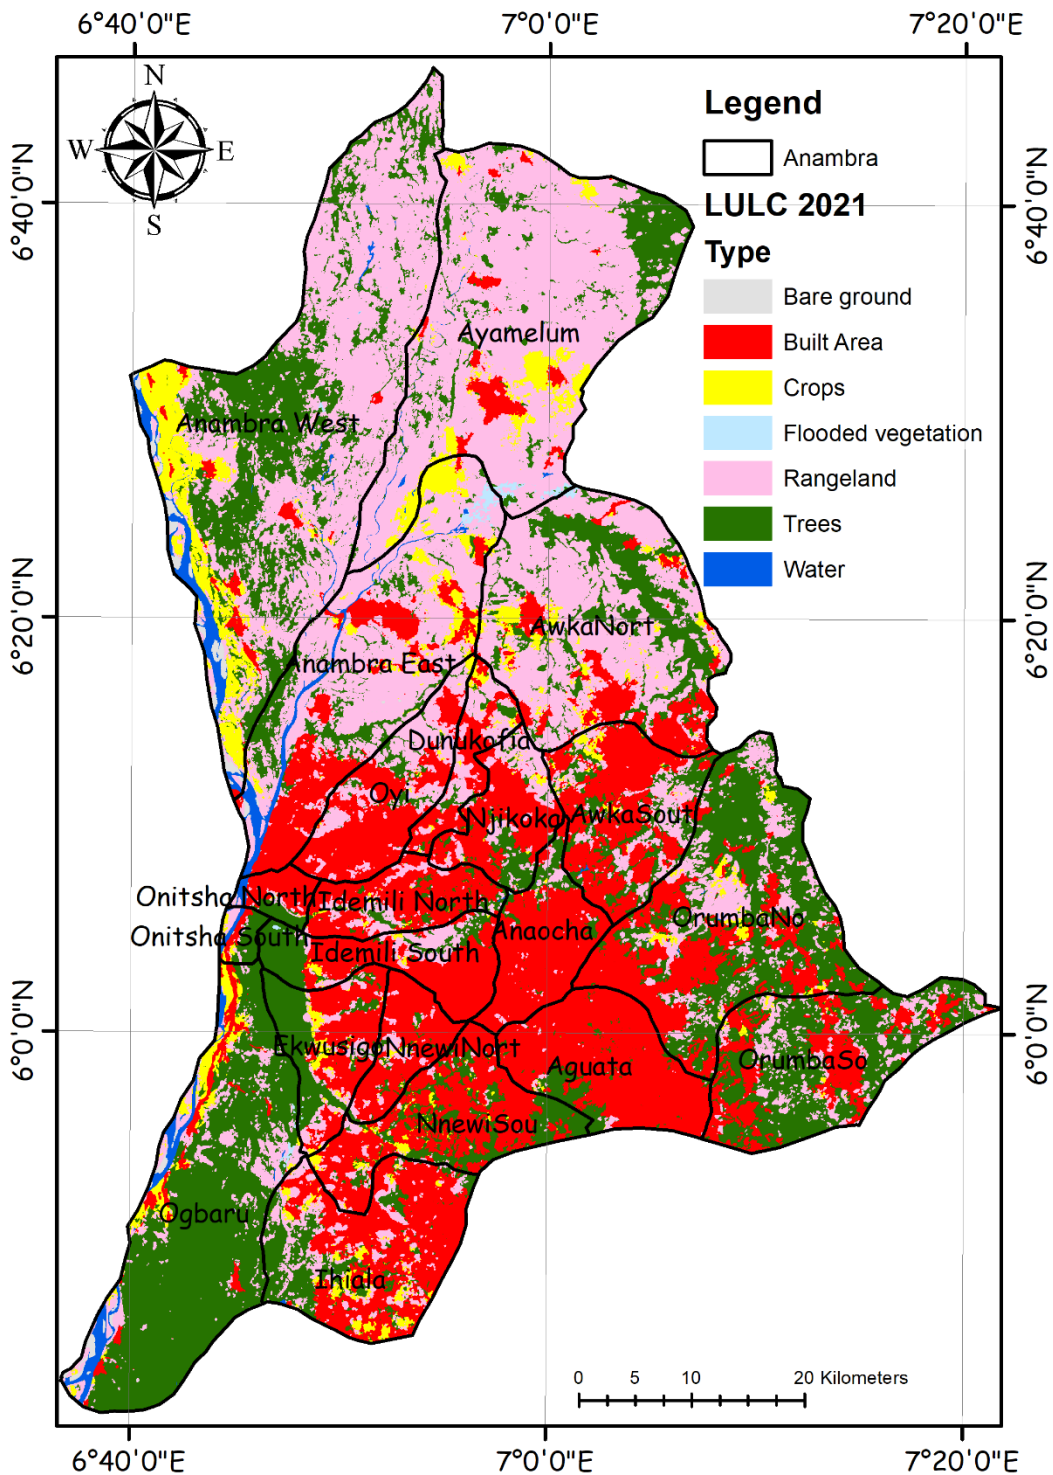 6°40'0"E
7°0'0"E
7°20'0"E
N
W
E
S
Legend
Anambra
LULC 2021
Type
Bare ground
Built Area
Crops
Flooded vegetation
Rangeland
Trees
Water
6°40'0"N
6°40'0"N
6°20'0"N
6°20'0"N
6°0'0"N
6°0'0"N
Ayamelum
Anambra West
AwkaNort
Anambra East
Dunukofia
Oyi
Njikoka
AwkaSout
Onitsha North
Idemili North
OrumbaNo
Onitsha South
Anaocha
Idemili South
Ekwusigo
NnewiNort
Aguata
OrumbaSo
NnewiSou
Ogbaru
Ihiala
0 5 10 20 Kilometers
6°40'0"E
7°0'0"E
7°20'0"E